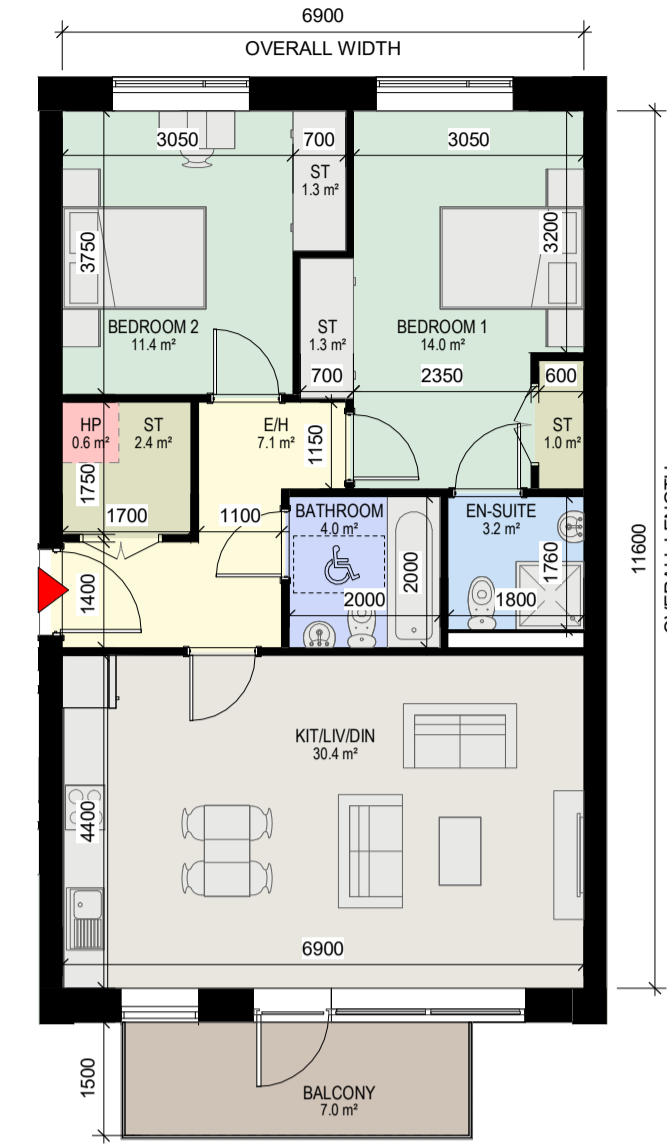 6900
OVERALL WIDTH
3050
700
3050
ST
1.3 m²
3750
3200
BEDROOM 2
11.4 m²
ST
1.3 m²
BEDROOM 1
14.0 m²
700
2350
600
HP
0.6 m²
ST
2.4 m²
E/H
7.1 m²
1150
ST
1.0 m²
1750
1700
1100
BATHROOM
4.0 m²
EN-SUITE
3.2 m²
11600
1400
2000
2000
1760
1800
KIT/LIV/DIN
30.4 m²
4400
6900
1500
BALCONY
7.0 m²